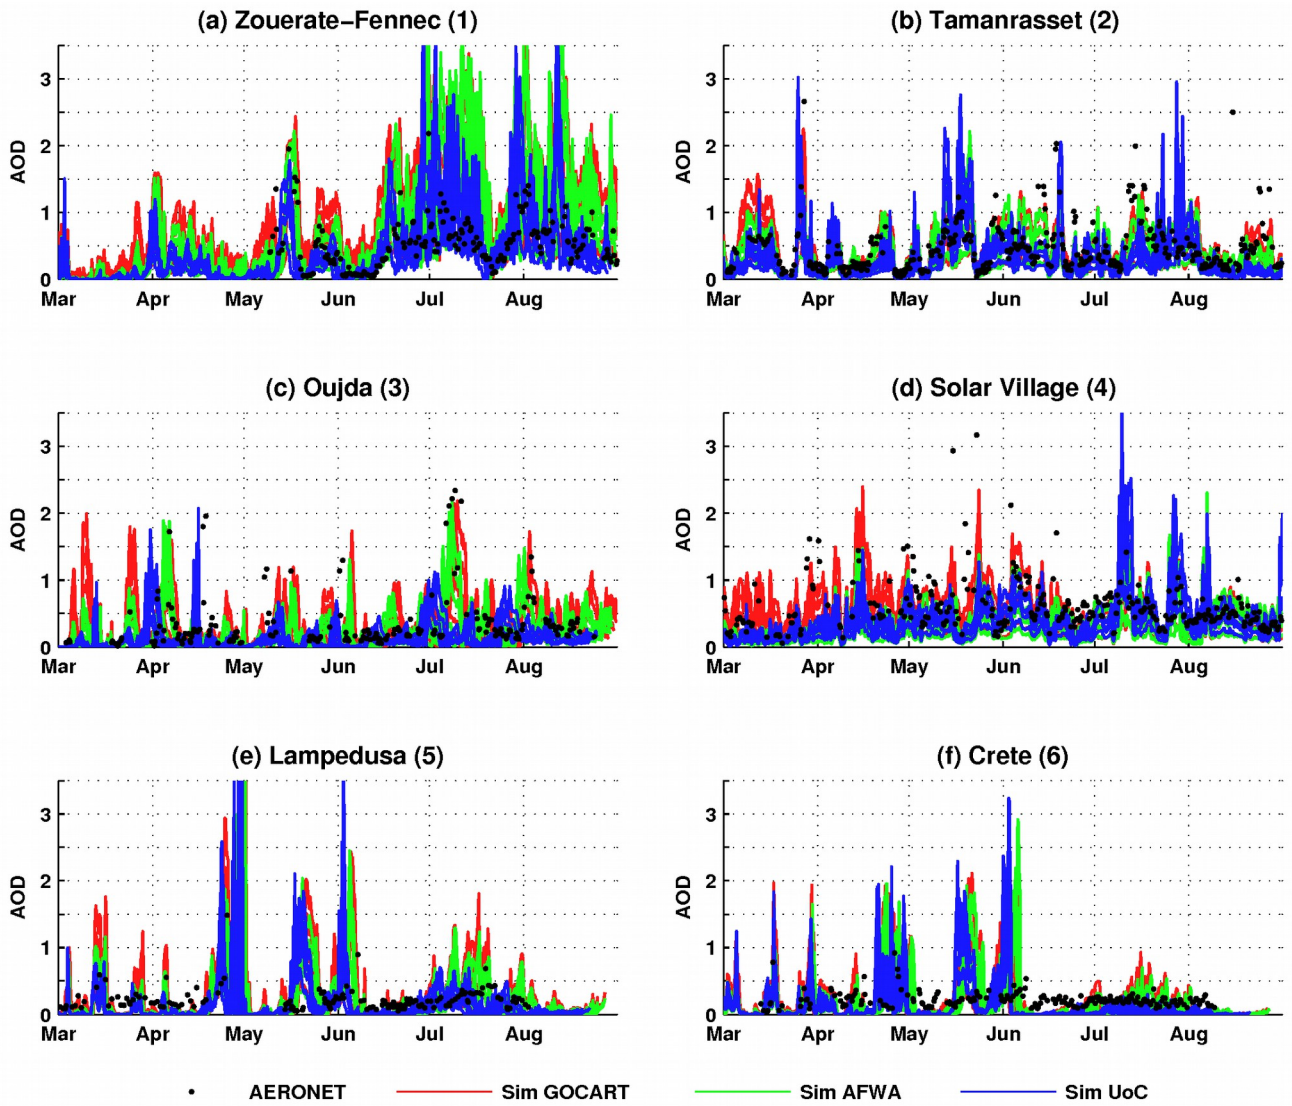 (a) Zouerate−Fennec (1)
AOD
3
2
1
0
Mar Apr May Jun Jul Aug
(b) Tamanrasset (2)
AOD
3
2
1
0
Mar Apr May Jun Jul Aug
(c) Oujda (3)
AOD
3
2
1
0
Mar Apr May Jun Jul Aug
(d) Solar Village (4)
AOD
3
2
1
0
Mar Apr May Jun Jul Aug
(e) Lampedusa (5)
AOD
3
2
1
0
Mar Apr May Jun Jul Aug
(f) Crete (6)
AOD
3
2
1
0
Mar Apr May Jun Jul Aug
AERONET Sim GOCART Sim AFWA Sim UoC